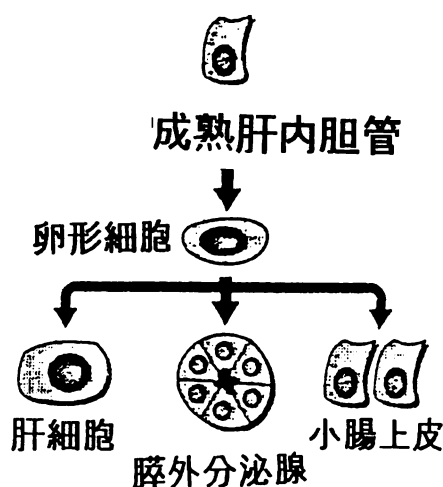 成熟肝内胆管
卵形細胞
肝細胞
膵外分泌腺
小腸上皮